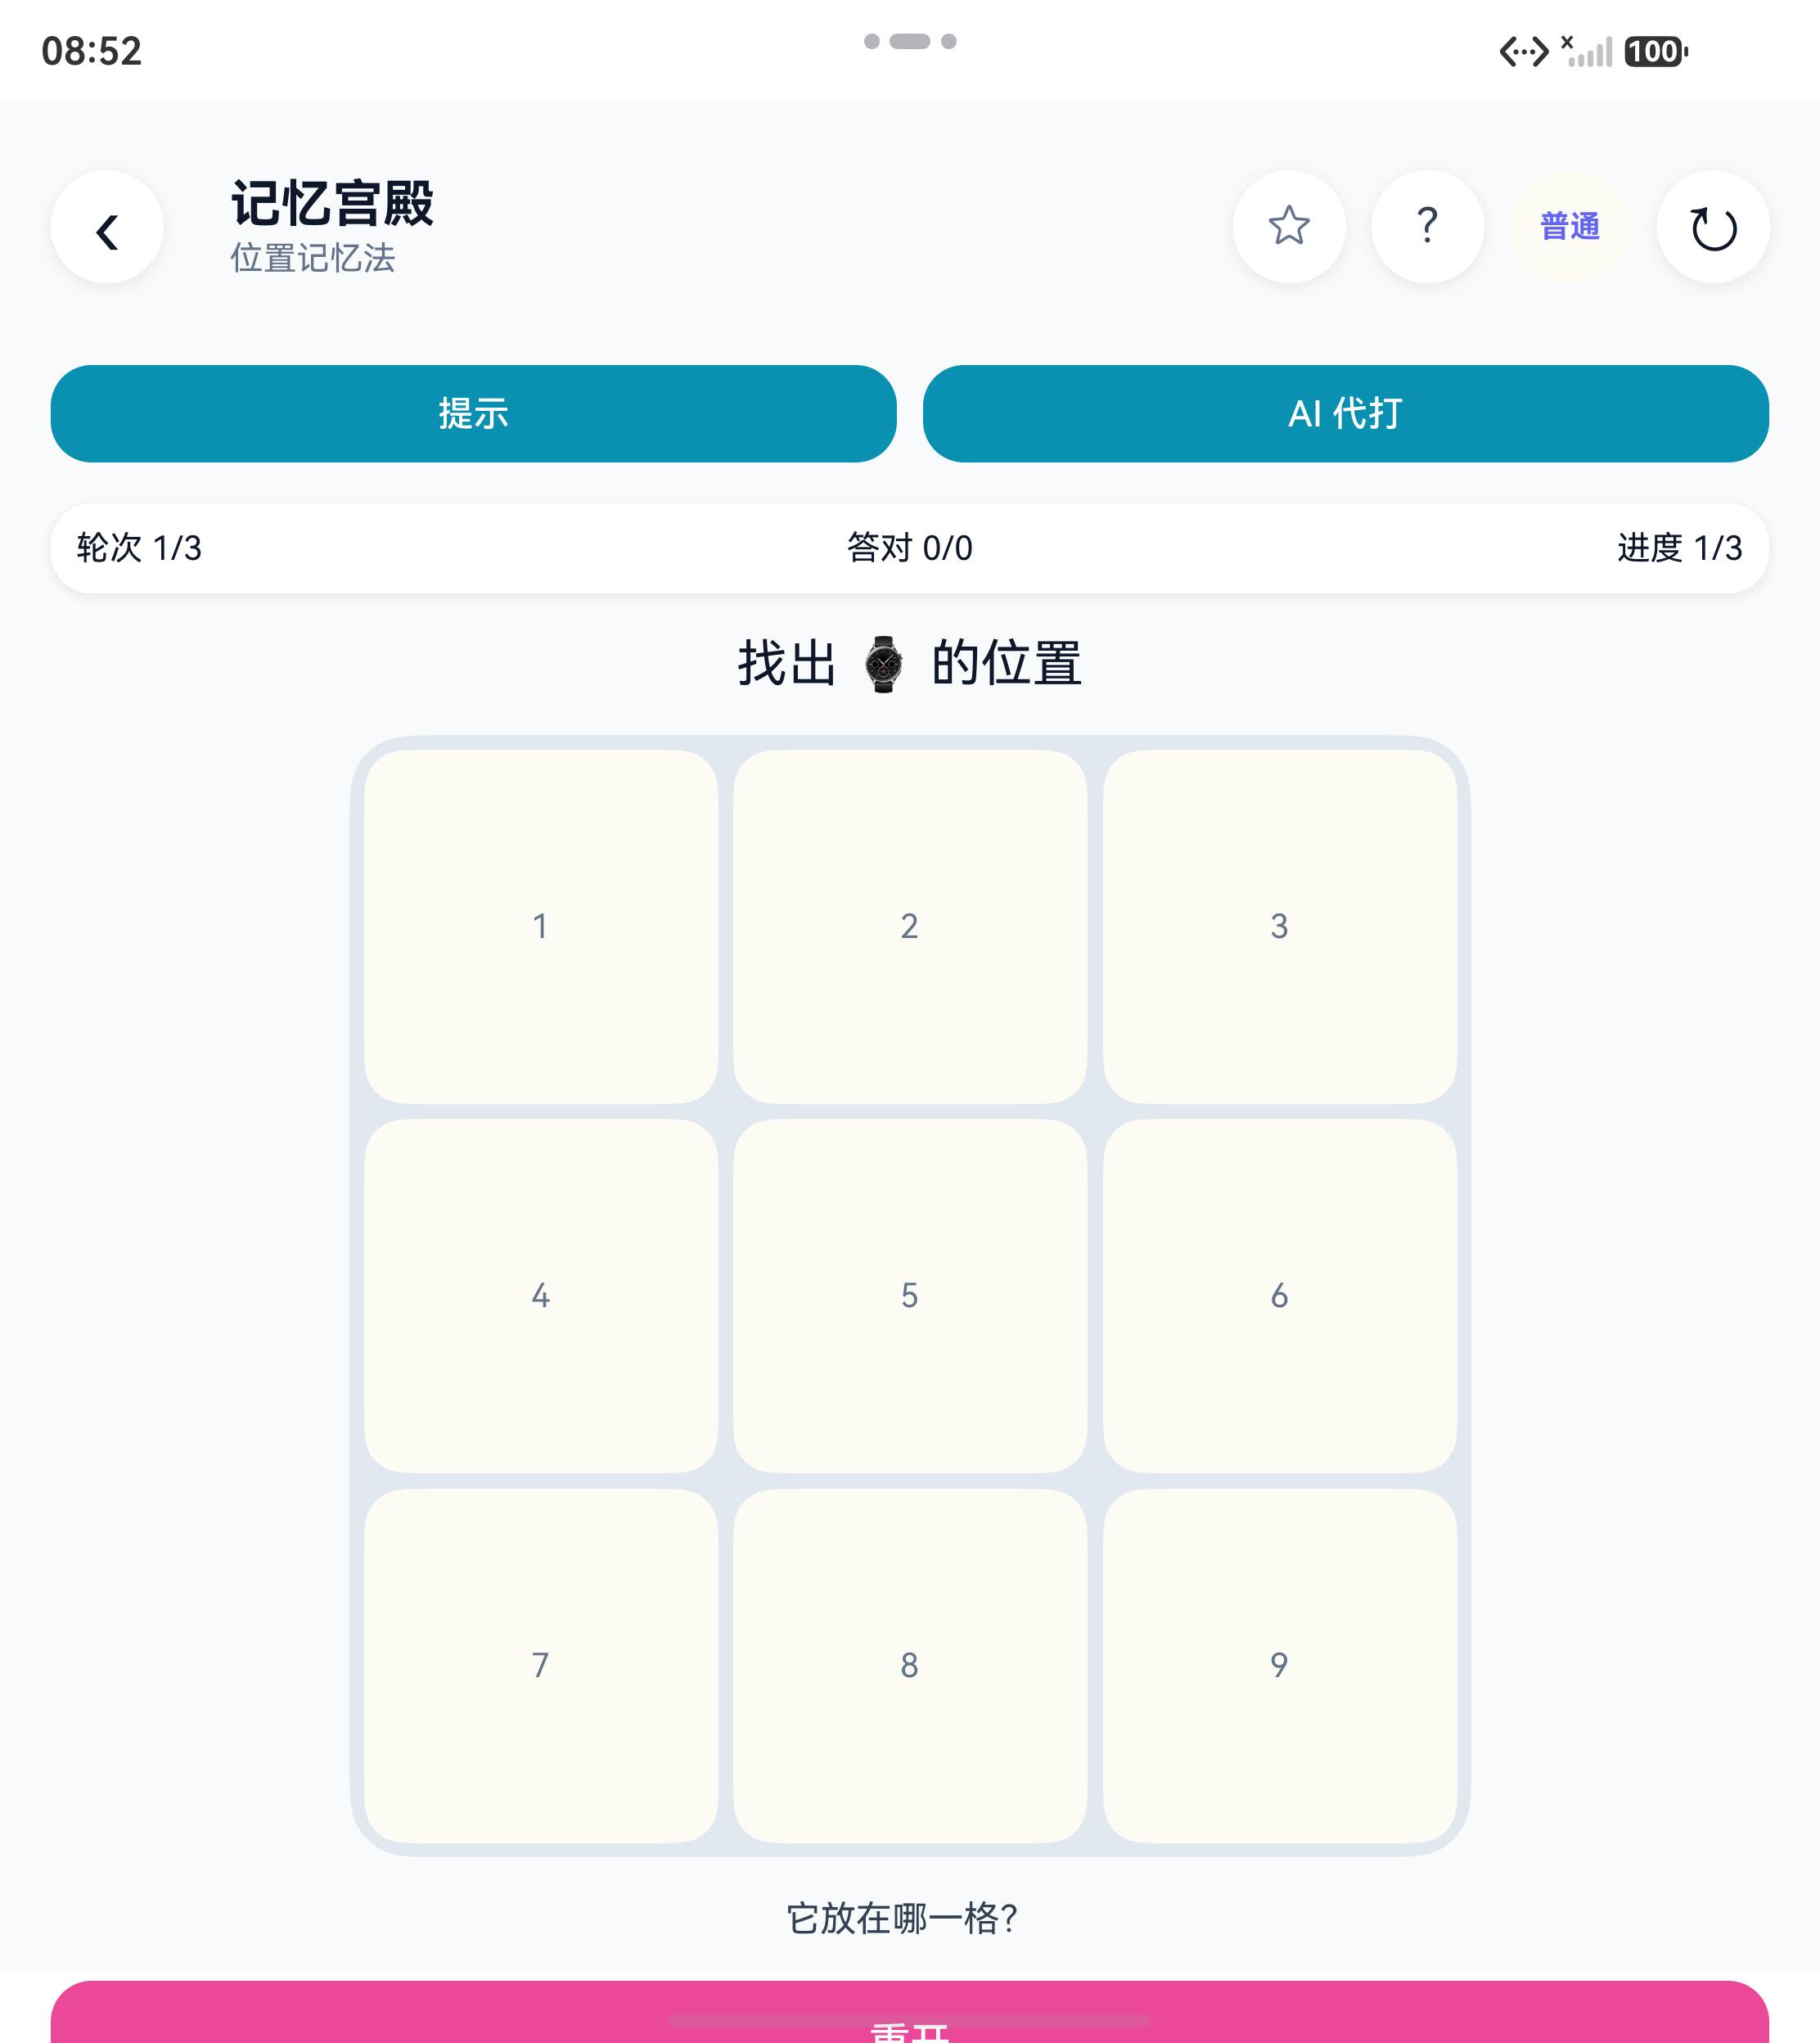 08:52
100
记忆宫殿
位置记忆法
?
普通
提示
AI 代打
轮次 1/3
答对 0/0
进度 1/3
找出 ⌚ 的位置
1
2
3
4
5
6
7
8
9
它放在哪一格?
重开